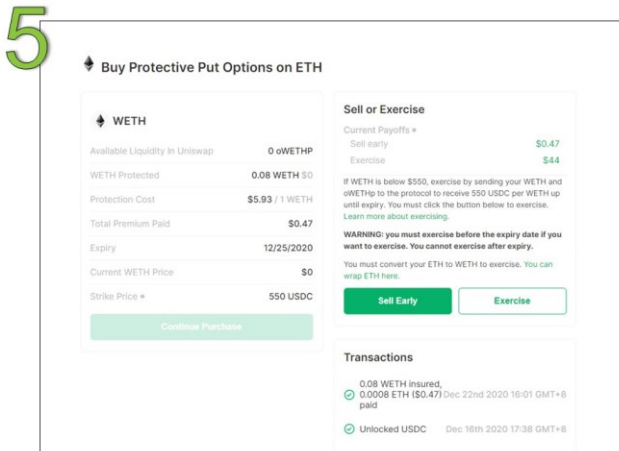 5
Buy Protective Put Options on ETH
WETH
Available Liquidity In Uniswap 0 oWETHP
WETH Protected 0.08 WETH $0
Protection Cost $5.93 / 1 WETH
Total Premium Paid $0.47
Expiry 12/25/2020
Current WETH Price $0
Strike Price 550 USDC
Continue Purchase
Sell or Exercise
Current Payoffs
Sell early $0.47
Exercise $44
If WETH is below $550, exercise by sending your WETH and
oWETHp to the protocol to receive 550 USDC per WETH up
until expiry. You must click the button below to exercise.
Learn more about exercising.
WARNING: you must exercise before the expiry date if you
want to exercise. You cannot exercise after expiry.
You must convert your ETH to WETH to exercise. You can
wrap ETH here.
Sell Early Exercise
Transactions
0.08 WETH insured,
0.0008 ETH ($0.47) Dec 22nd 2020 16:01 GMT+8
paid
Unlocked USDC Dec 16th 2020 17:38 GMT+8